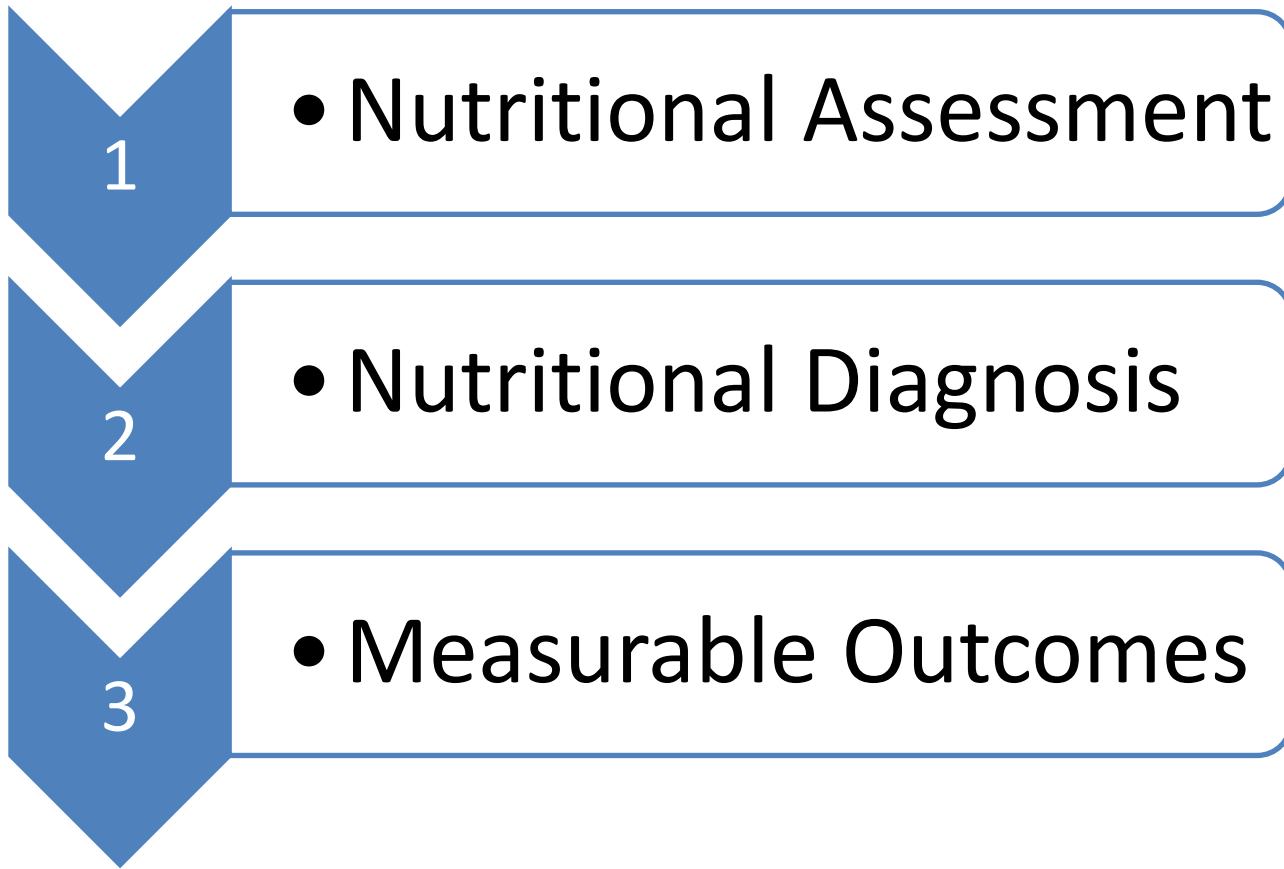 1
• Nutritional Assessment
2
• Nutritional Diagnosis
3
• Measurable Outcomes